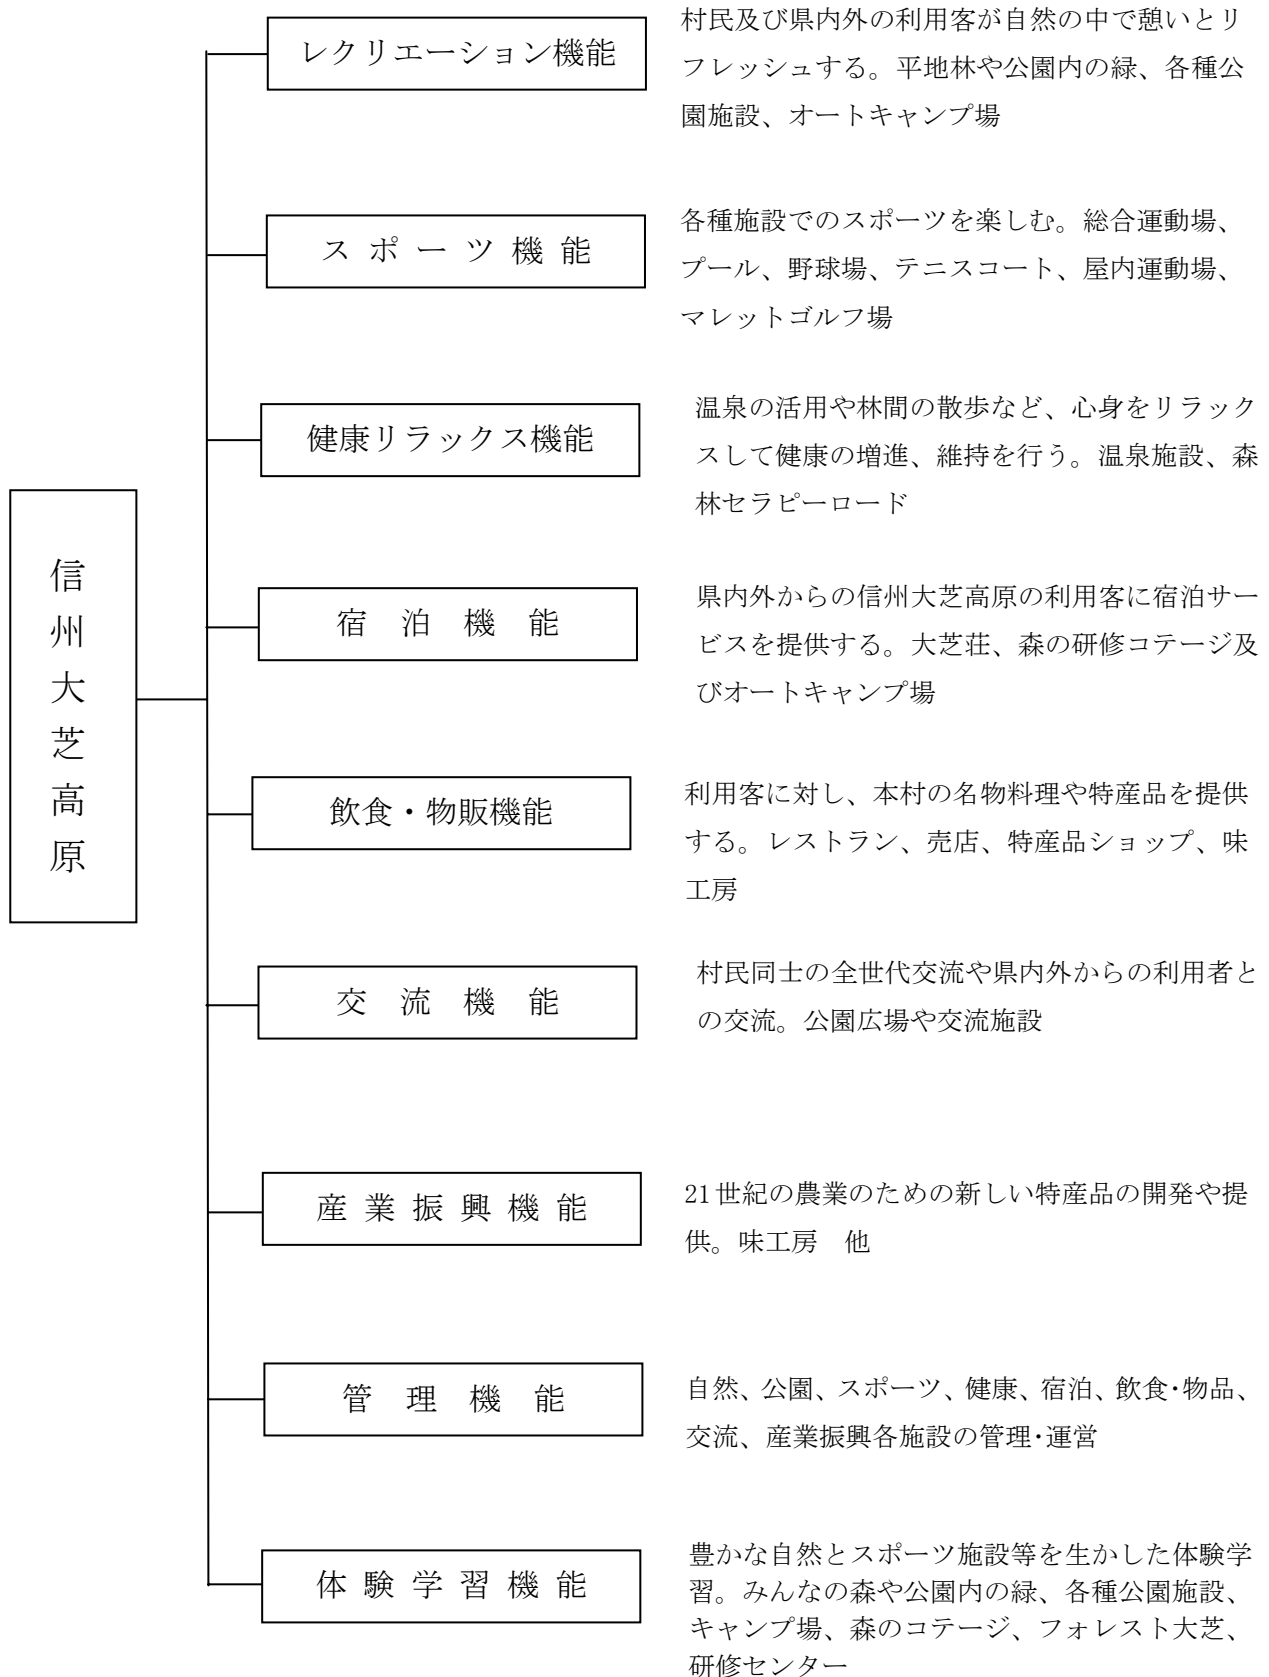 信州大芝高原
レクリエーション機能
村民及び県内外の利用客が自然の中で憩いとリ
フレッシュする。平地林や公園内の緑、各種公
園施設、オートキャンプ場
スポーツ機能
各種施設でのスポーツを楽しむ。総合運動場、
プール、野球場、テニスコート、屋内運動場、
マレットゴルフ場
健康リラックス機能
温泉の活用や林間の散歩など、心身をリラック
スして健康の増進、維持を行う。温泉施設、森
林セラピーロード
宿泊機能
県内外からの信州大芝高原の利用客に宿泊サー
ビスを提供する。大芝荘、森の研修コテージ及
びオートキャンプ場
飲食・物販機能
利用客に対し、本村の名物料理や特産品を提供
する。レストラン、売店、特産品ショップ、味
工房
交流機能
村民同士の全世代交流や県内外からの利用者と
の交流。公園広場や交流施設
産業振興機能
21世紀の農業のための新しい特産品の開発や提
供。味工房　他
管理機能
自然、公園、スポーツ、健康、宿泊、飲食・物品、
交流、産業振興各施設の管理・運営
体験学習機能
豊かな自然とスポーツ施設等を生かした体験学
習。みんなの森や公園内の緑、各種公園施設、
キャンプ場、森のコテージ、フォレスト大芝、
研修センター